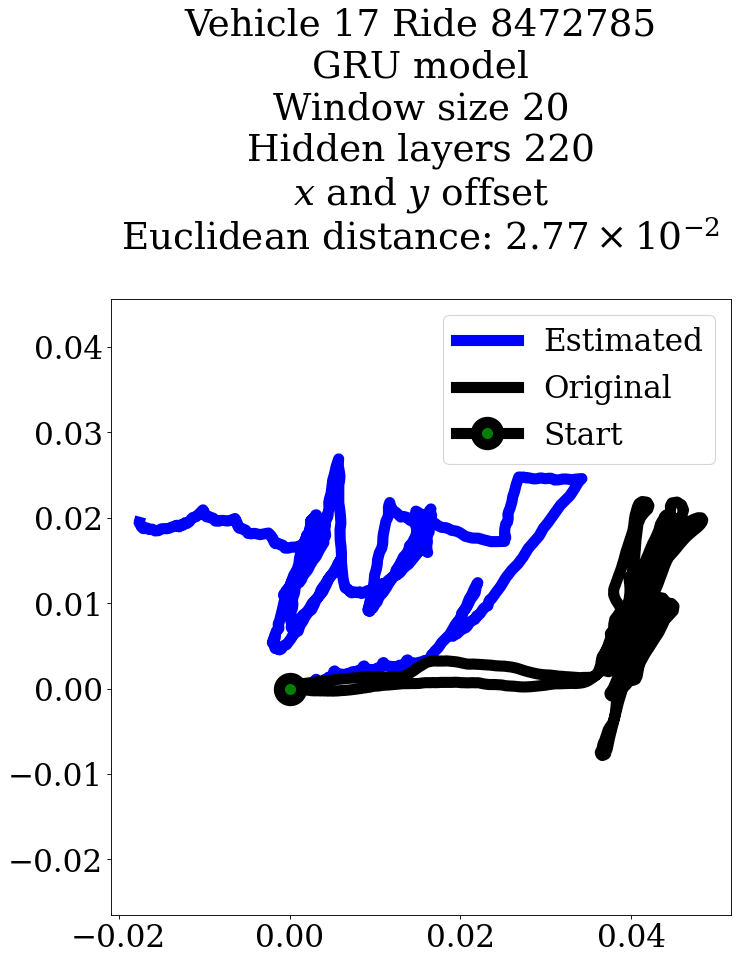 Vehicle 17 Ride 8472785
GRU model
Window size 20
Hidden layers 220
x and y offset
Euclidean distance: 2.77 × 10⁻²
Estimated
Original
Start
0.04
0.03
0.02
0.01
0.00
−0.01
−0.02
−0.02 0.00 0.02 0.04